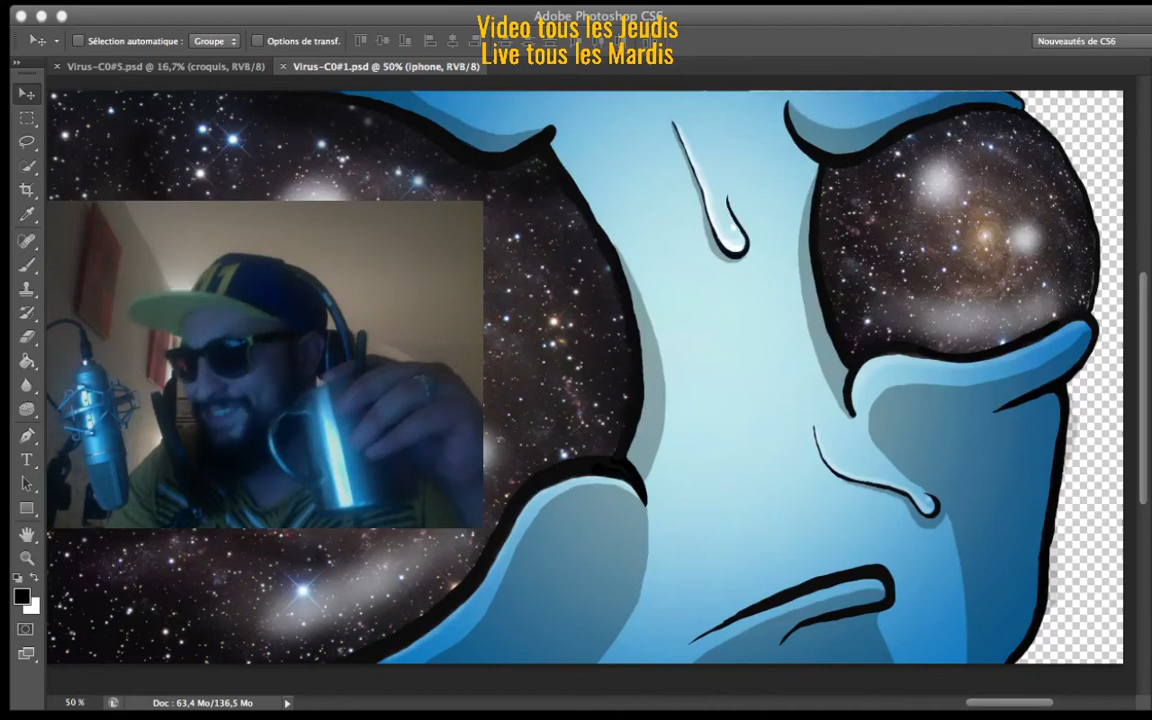 Adobe Photoshop CS6
Video tous les Jeudis
Live tous les Mardis
Sélection automatique :
Groupe
Options de transf.
Nouveautés de CS6
Virus-C0#5.psd @ 16,7% (croquis, RVB/8)
Virus-C0#1.psd @ 50% (Iphone, RVB/8)
T
50 %
Doc : 63,4 Mo/136,5 Mo